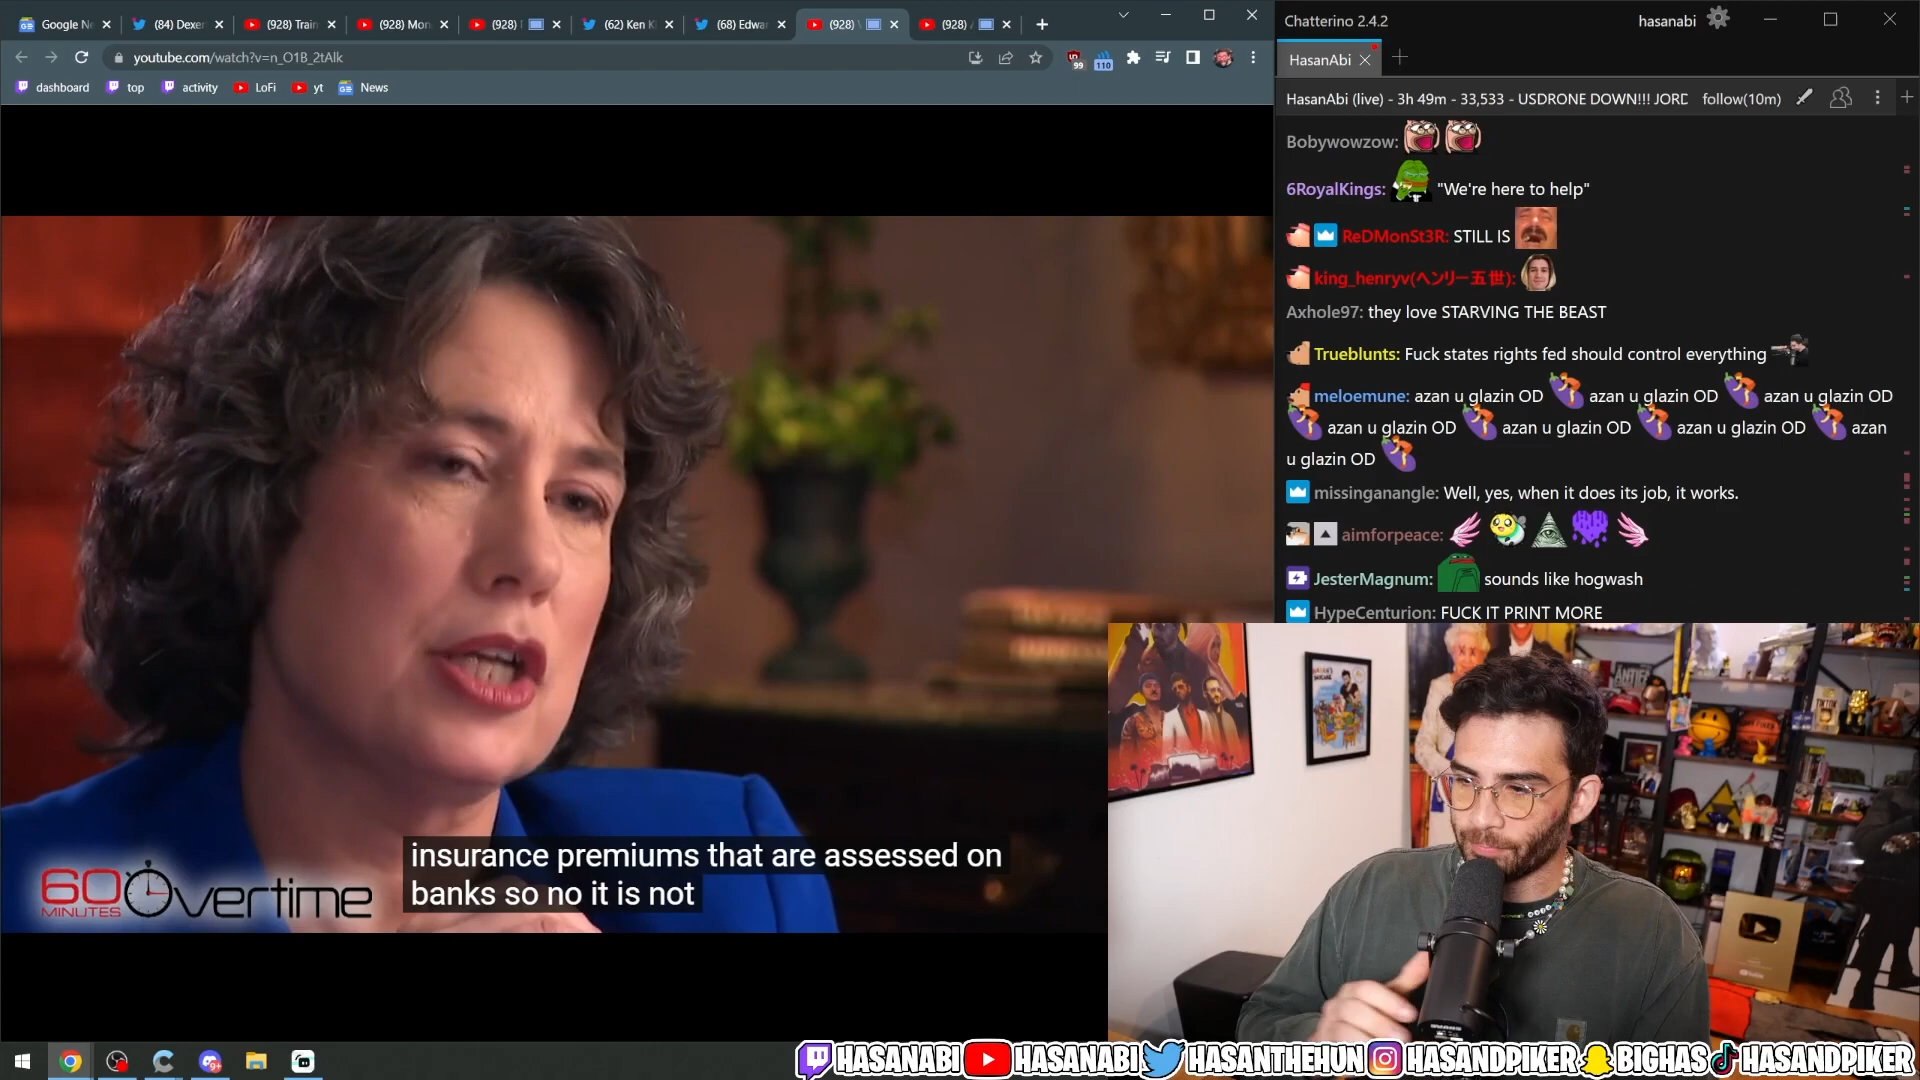 Google Ne
(84) Dexer
(928) Train
(928) Mon
(928)
(62) Ken K
(68) Edwa
(928)
(928)
youtube.com/watch?v=n_O1B_2tAlk
99
110
dashboard
top
activity
LoFi
yt
News
60 MINUTES Overtime
insurance premiums that are assessed on
banks so no it is not
Chatterino 2.4.2
hasanabi
HasanAbi
HasanAbi (live) - 3h 49m - 33,533 - USDRONE DOWN!!! JORD
follow(10m)
Bobywowzow:
6RoyalKings: "We're here to help"
ReDMonSt3R: STILL IS
king_henryv(ヘンリー五世):
Axhole97: they love STARVING THE BEAST
Trueblunts: Fuck states rights fed should control everything
meloemune: azan u glazin OD azan u glazin OD azan u glazin OD
azan u glazin OD azan u glazin OD azan u glazin OD azan
u glazin OD
missinganangle: Well, yes, when it does its job, it works.
aimforpeace:
JesterMagnum: sounds like hogwash
HypeCenturion: FUCK IT PRINT MORE
HASANABI HASANABI HASANTHEHUN HASANDPIKER BIGHAS HASANDPIKER